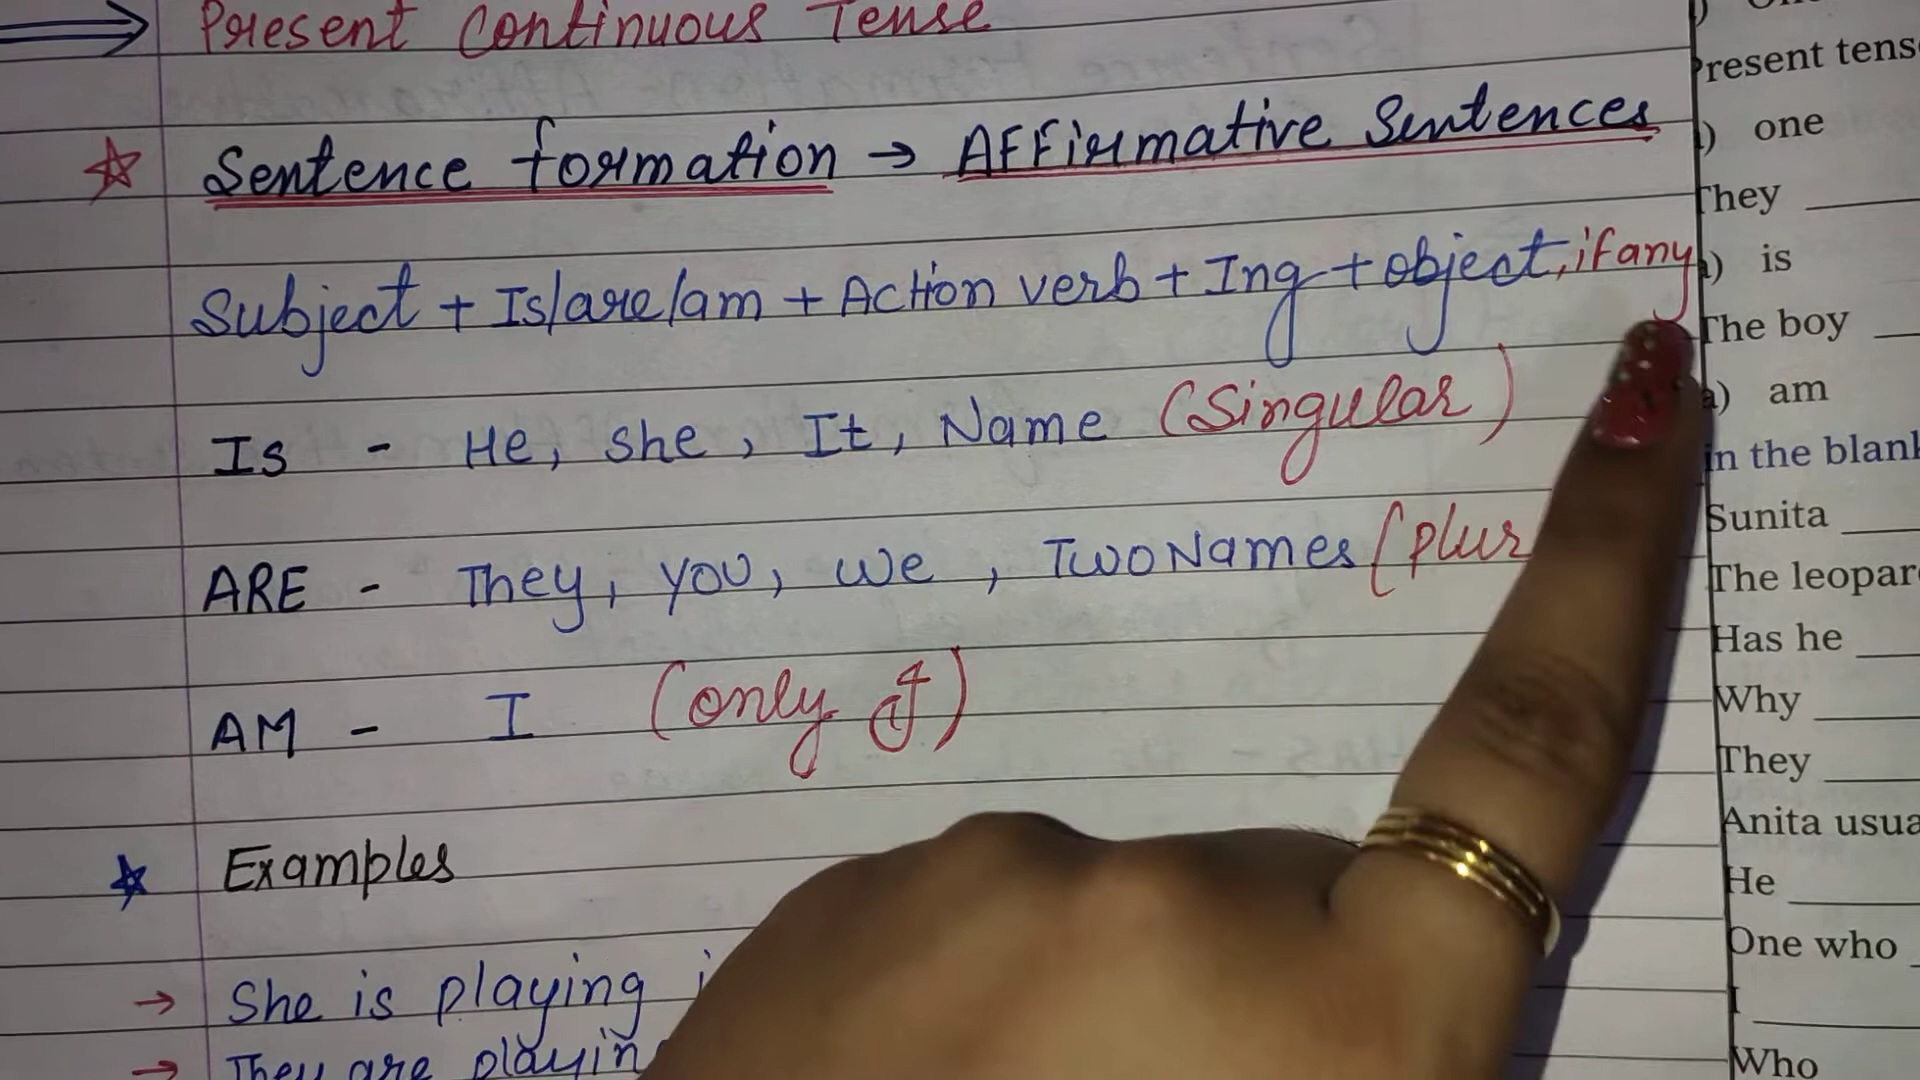 Present Continuous Tense
Sentence formation → Affirmative Sentences
Subject + Is/are/am + Action verb + Ing + object, if any
Is - He, she, It, Name (Singular)
ARE - They, you, we, Two Names (plur
AM - I (only
Examples
→ She is playing
→ They are playin
resent tens
) one
They
) is
The boy
a) am
in the blank
Sunita
The leopar
Has he
Why
They
Anita usua
He
One who
I
Who